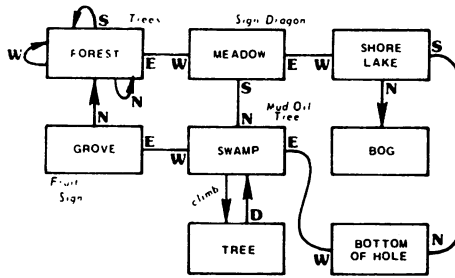 Trees Sign Dragon
S
W FOREST E W MEADOW E W SHORE LAKE S
N S N
Mud Oil Tree
N N
GROVE E W SWAMP E BOG
Fruit Sign
climb D
N
TREE W BOTTOM OF HOLE